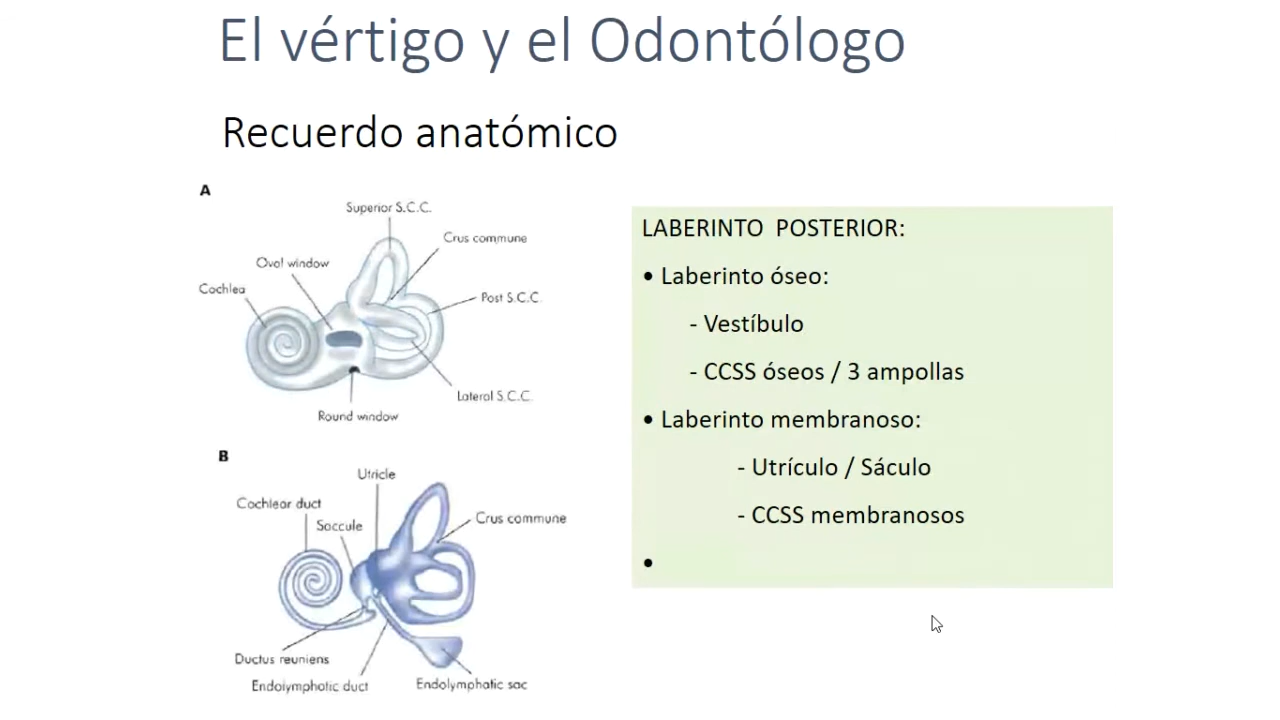 El vértigo y el Odontólogo
Recuerdo anatómico
A
Superior S.C.C.
Crus commune
Oval window
Cochlea
Post S.C.C.
Lateral S.C.C.
Round window
B
Utricle
Cochlear duct
Saccule
Crus commune
Ductus reuniens
Endolymphatic duct
Endolymphatic sac
LABERINTO POSTERIOR:
• Laberinto óseo:
- Vestíbulo
- CCSS óseos / 3 ampollas
• Laberinto membranoso:
- Utrículo / Sáculo
- CCSS membranosos
•